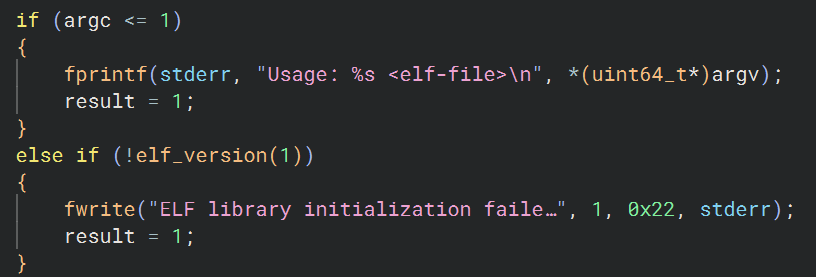 if (argc <= 1)
{
    fprintf(stderr, "Usage: %s <elf-file>\n", *(uint64_t*)argv);
    result = 1;
}
else if (!elf_version(1))
{
    fwrite("ELF library initialization faile…", 1, 0x22, stderr);
    result = 1;
}